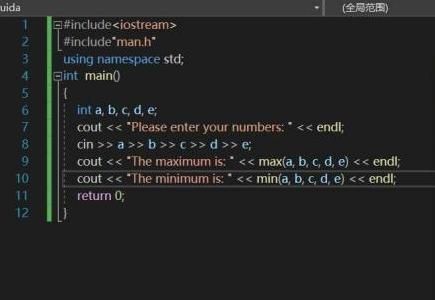 uida
(全局范围)
1 #include<iostream>
2 #include"man.h"
3 using namespace std;
4 int main()
5 {
6 int a, b, c, d, e;
7 cout << "Please enter your numbers: " << endl;
8 cin >> a >> b >> c >> d >> e;
9 cout << "The maximum is: " << max(a, b, c, d, e) << endl;
10 cout << "The minimum is: " << min(a, b, c, d, e) << endl;
11 return 0;
12 }